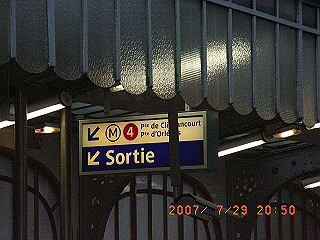 M 4 Pte de Clignancourt
Pte d'Orléans
Sortie
2007/ 7/29 20:50